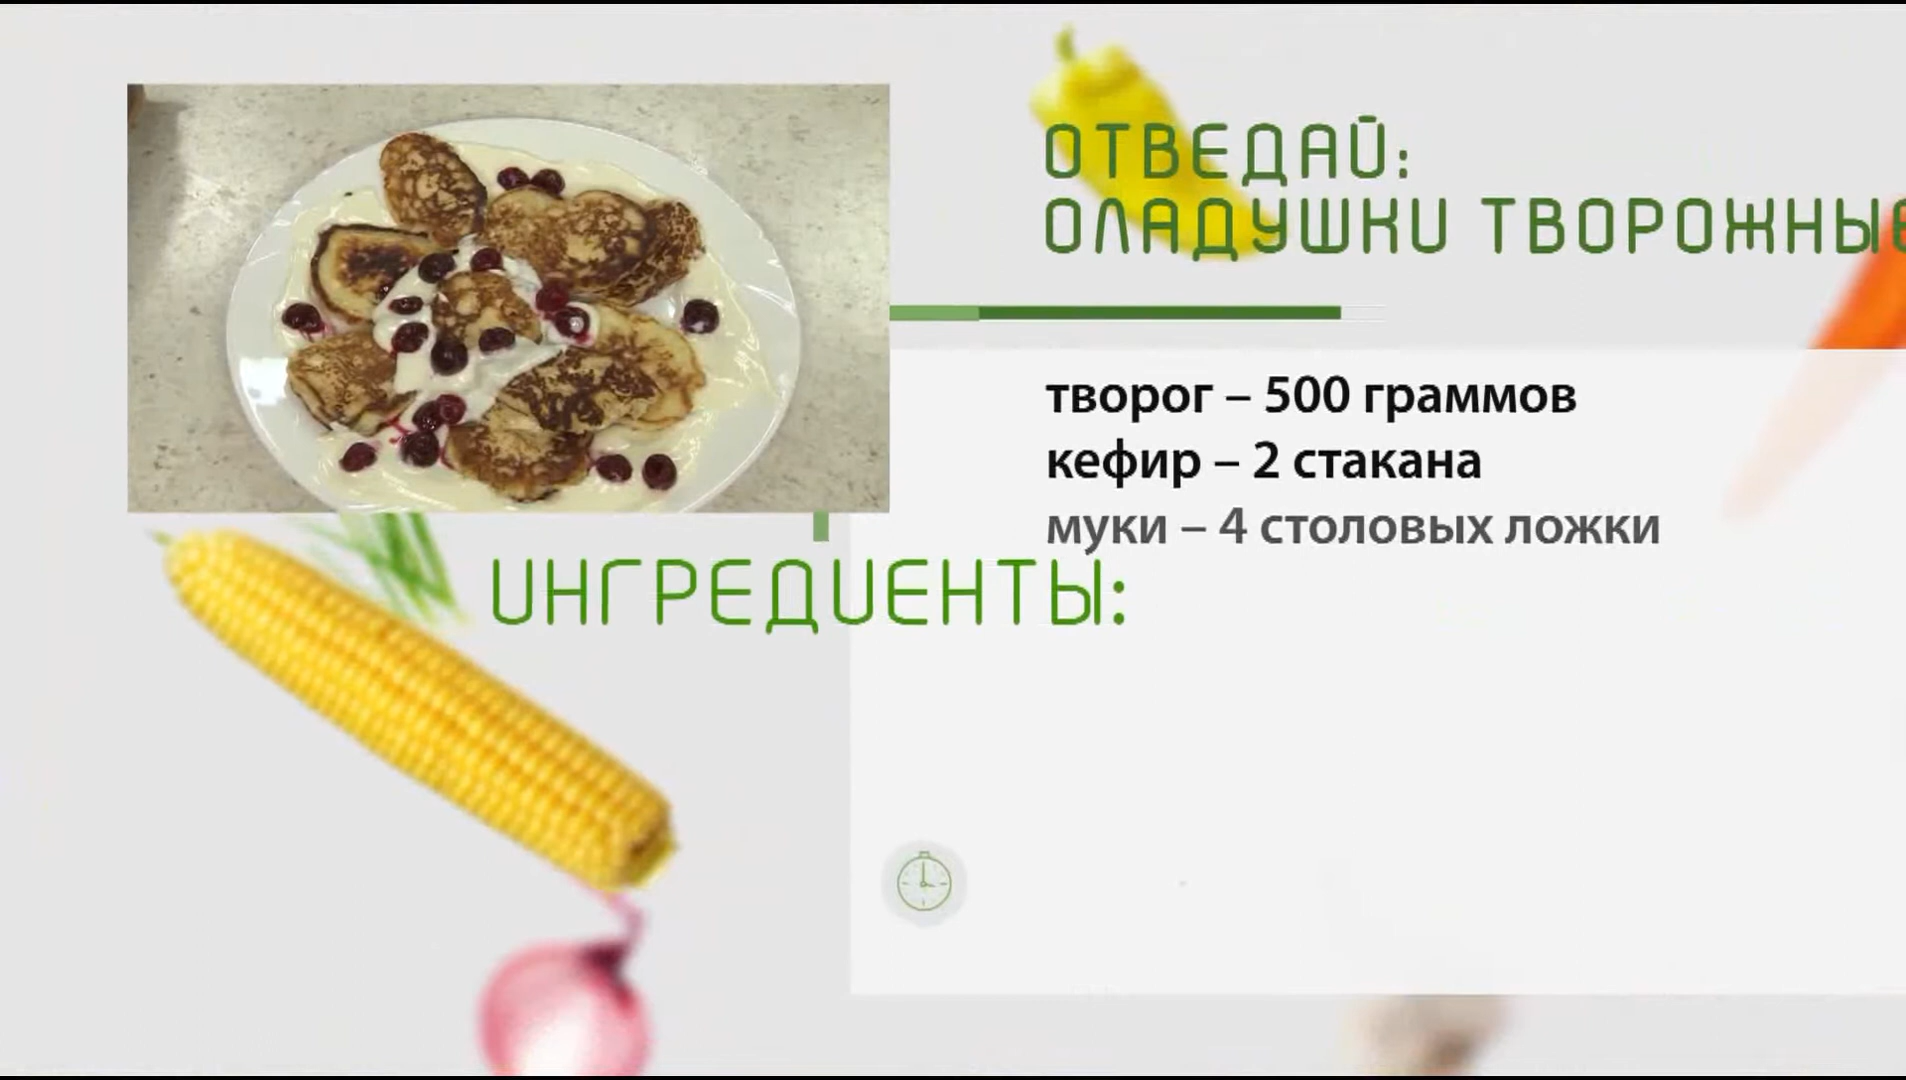 ОТВЕДАЙ:
ОЛАДУШКИ ТВОРОЖНЫЕ
творог – 500 граммов
кефир – 2 стакана
муки – 4 столовых ложки
ИНГРЕДИЕНТЫ: